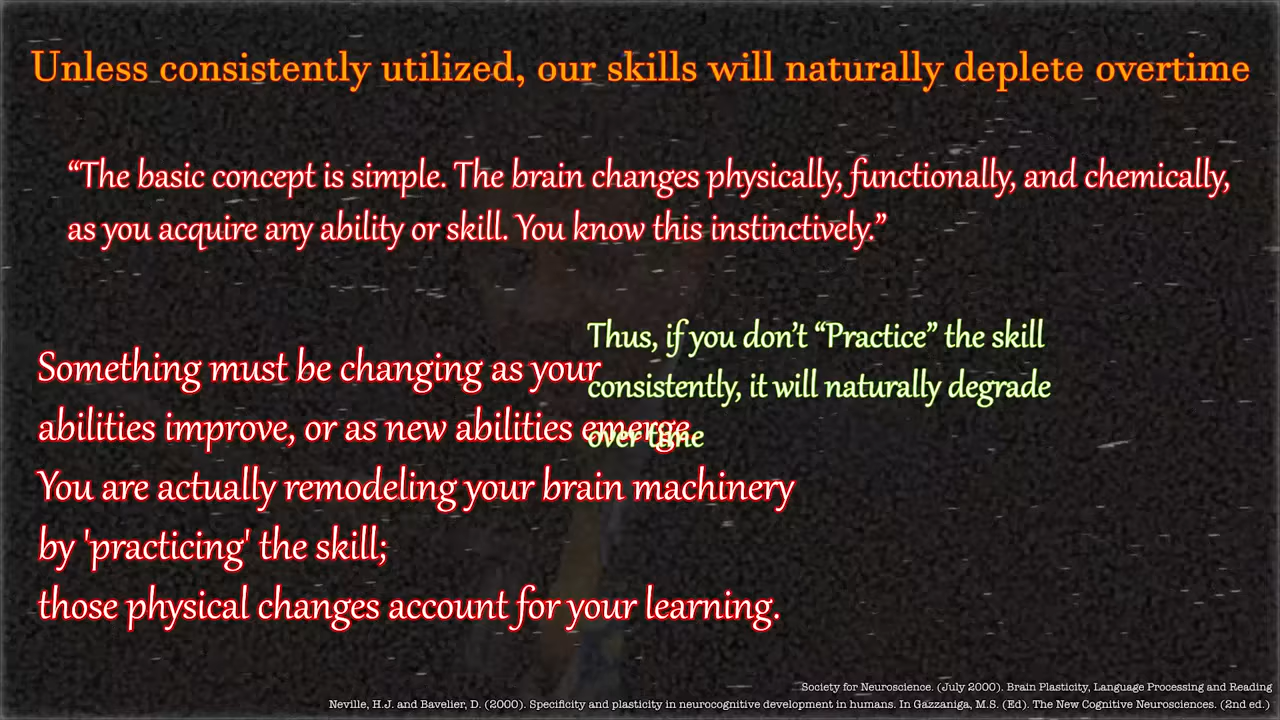 Unless consistently utilized, our skills will naturally deplete overtime
“The basic concept is simple. The brain changes physically, functionally, and chemically,
as you acquire any ability or skill. You know this instinctively.”
Something must be changing as your
abilities improve, or as new abilities emerge
You are actually remodeling your brain machinery
by 'practicing' the skill;
those physical changes account for your learning.
Thus, if you don’t “Practice” the skill
consistently, it will naturally degrade
over time
Society for Neuroscience. (July 2000). Brain Plasticity, Language Processing and Reading
Neville, H.J. and Bavelier, D. (2000). Specificity and plasticity in neurocognitive development in humans. In Gazzaniga, M.S. (Ed). The New Cognitive Neurosciences. (2nd ed.)